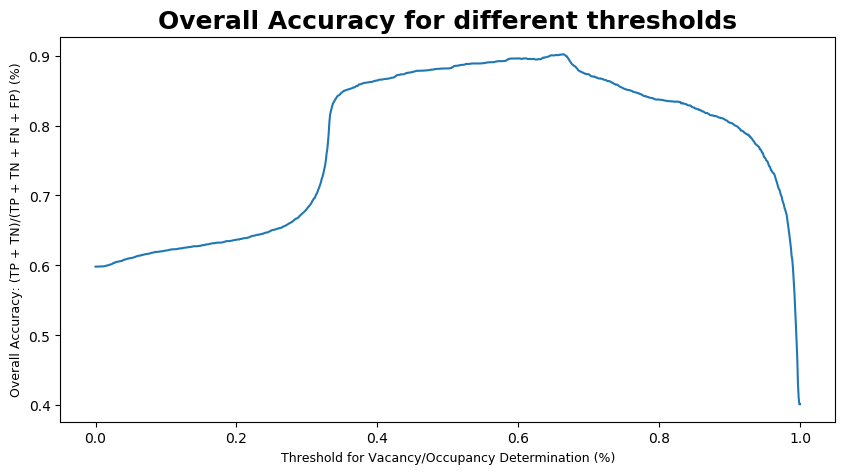 Overall Accuracy for different thresholds
Overall Accuracy: (TP + TN)/(TP + TN + FN + FP) (%)
0.9
0.8
0.7
0.6
0.5
0.4
0.0 0.2 0.4 0.6 0.8 1.0
Threshold for Vacancy/Occupancy Determination (%)